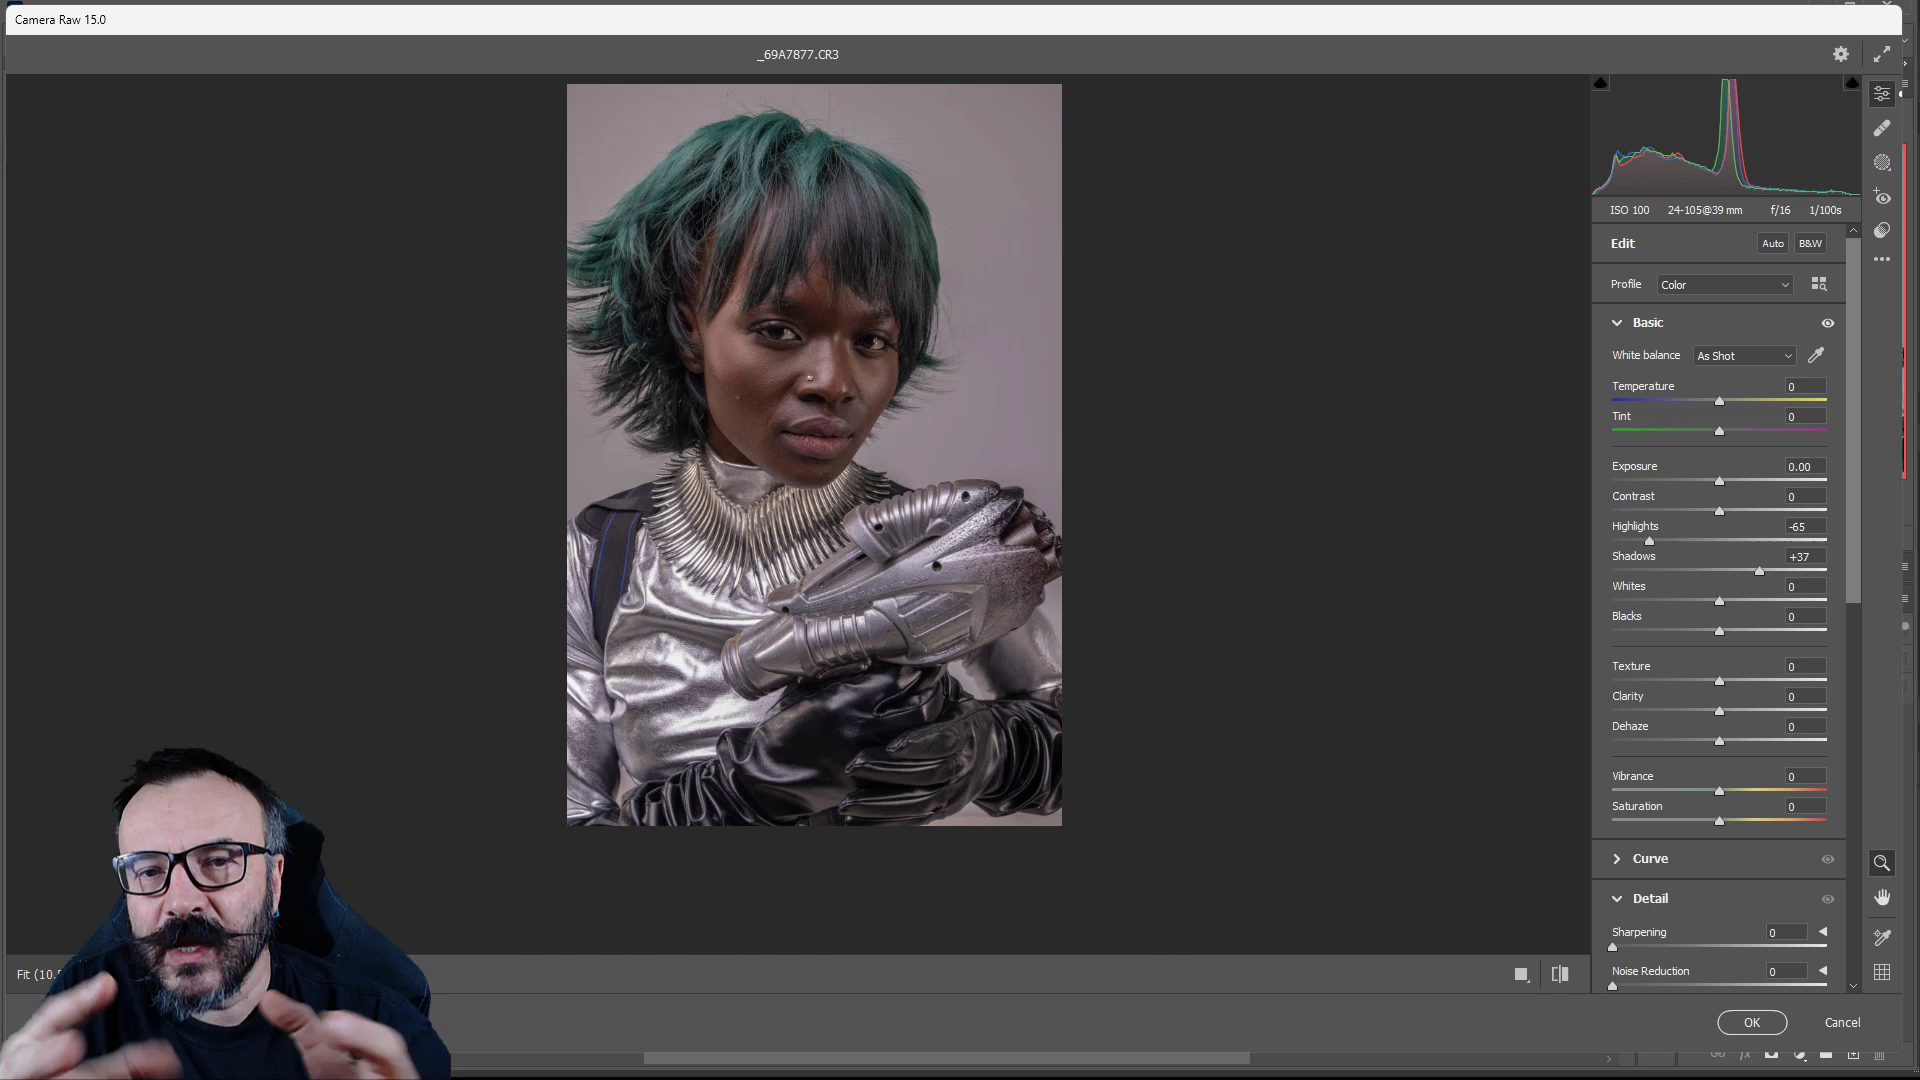 Camera Raw 15.0
_69A7877.CR3
ISO 100 24-105@39 mm f/16 1/100s
Edit Auto B&W
Profile Color
Basic
White balance As Shot
Temperature 0
Tint 0
Exposure 0.00
Contrast 0
Highlights -65
Shadows +37
Whites 0
Blacks 0
Texture 0
Clarity 0
Dehaze 0
Vibrance 0
Saturation 0
Curve
Detail
Sharpening 0
Noise Reduction 0
Fit (10.
OK Cancel
fx